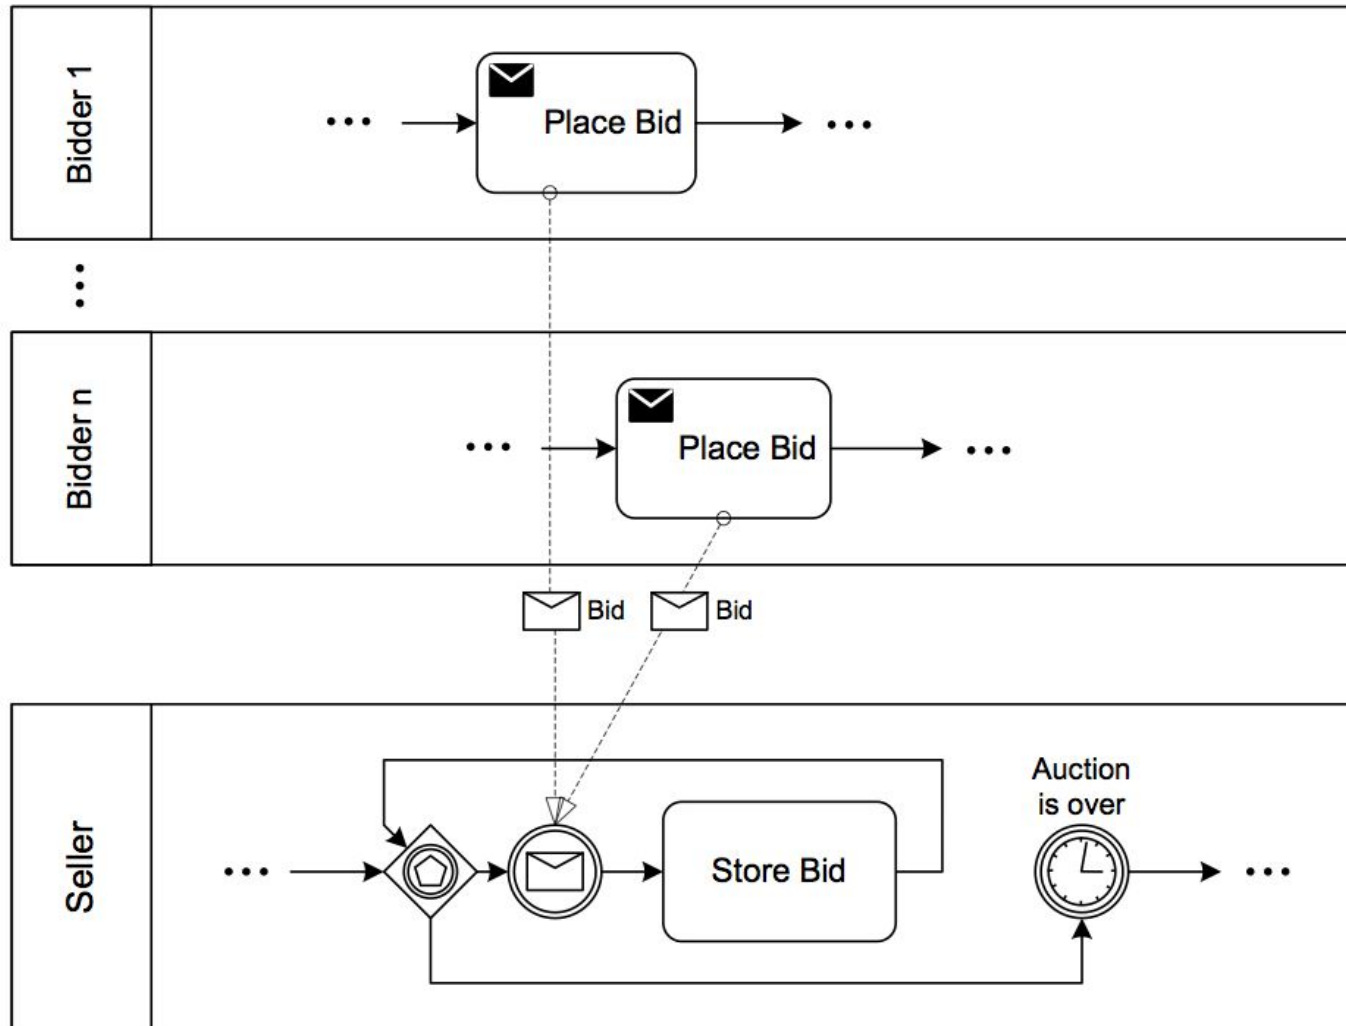 Bidder 1
Place Bid
Bidder n
Place Bid
Bid
Bid
Seller
Auction
is over
Store Bid